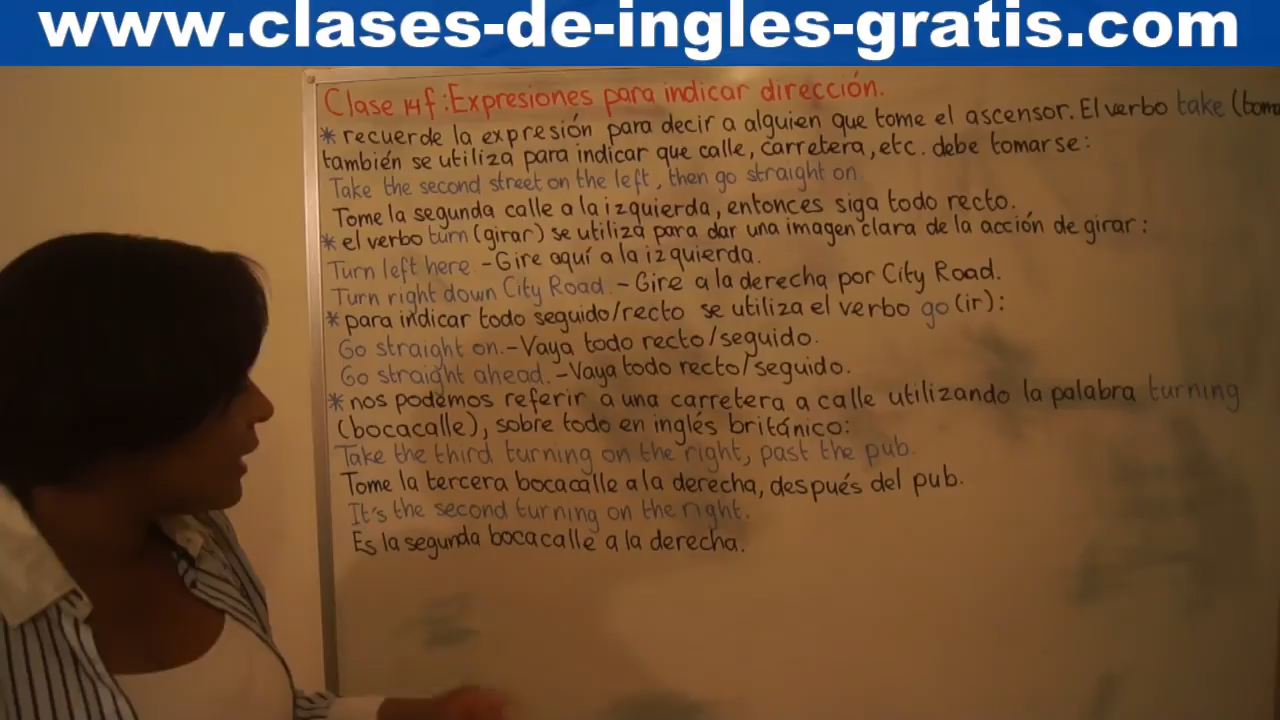 www.clases-de-ingles-gratis.com
Clase 14f: Expresiones para indicar dirección.
* recuerde la expresión para decir a alguien que tome el ascensor. El verbo take
también se utiliza para indicar que calle, carretera, etc. debe tomarse:
Take the second street on the left, then go straight on.
Tome la segunda calle a la izquierda, entonces siga todo recto.
* el verbo turn (girar) se utiliza para dar una imagen clara de la acción de girar:
Turn left here. - Gire aquí a la izquierda.
Turn right down City Road. - Gire a la derecha por City Road.
* para indicar todo seguido/recto se utiliza el verbo go (ir):
Go straight on. - Vaya todo recto/seguido.
Go straight ahead. - Vaya todo recto/seguido.
* nos podemos referir a una carretera a calle utilizando la palabra turning
(bocacalle), sobre todo en inglés británico:
Take the third turning on the right, past the pub.
Tome la tercera bocacalle a la derecha, después del pub.
It's the second turning on the right.
Es la segunda bocacalle a la derecha.